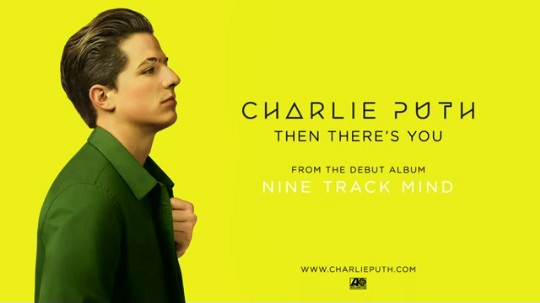 CHARLIE PUTH
THEN THERE'S YOU
FROM THE DEBUT ALBUM
NINE TRACK MIND
WWW.CHARLIEPUTH.COM